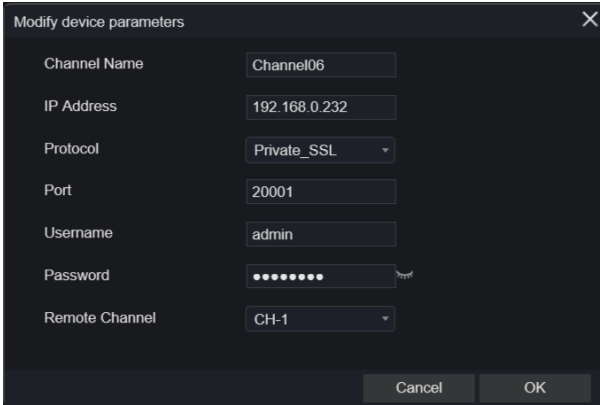 Modify device parameters
Channel Name Channel06
IP Address 192.168.0.232
Protocol Private_SSL
Port 20001
Username admin
Password ●●●●●●●●
Remote Channel CH-1
Cancel OK